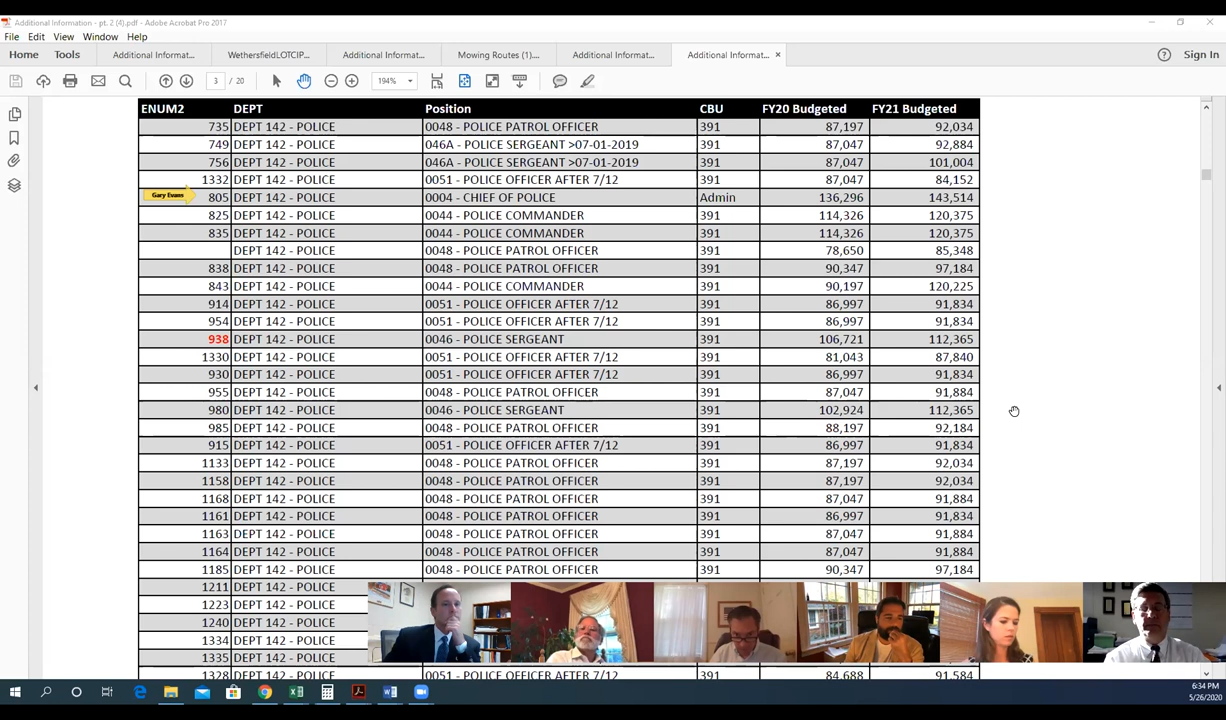 Additional Information - pt. 2 (4).pdf - Adobe Acrobat Pro 2017
File Edit View Window Help
Home Tools Additional Informat... WethersfieldLOTCIP... Additional Informat... Mowing Routes (1).... Additional Informat... Additional Informat... × Sign In
3 / 20 194%
ENUM2 DEPT Position CBU FY20 Budgeted FY21 Budgeted
735 DEPT 142 - POLICE 0048 - POLICE PATROL OFFICER 391 87,197 92,034
749 DEPT 142 - POLICE 046A - POLICE SERGEANT >07-01-2019 391 87,047 92,884
756 DEPT 142 - POLICE 046A - POLICE SERGEANT >07-01-2019 391 87,047 101,004
1332 DEPT 142 - POLICE 0051 - POLICE OFFICER AFTER 7/12 391 87,047 84,152
Gary Evans 805 DEPT 142 - POLICE 0004 - CHIEF OF POLICE Admin 136,296 143,514
825 DEPT 142 - POLICE 0044 - POLICE COMMANDER 391 114,326 120,375
835 DEPT 142 - POLICE 0044 - POLICE COMMANDER 391 114,326 120,375
DEPT 142 - POLICE 0048 - POLICE PATROL OFFICER 391 78,650 85,348
838 DEPT 142 - POLICE 0048 - POLICE PATROL OFFICER 391 90,347 97,184
843 DEPT 142 - POLICE 0044 - POLICE COMMANDER 391 90,197 120,225
914 DEPT 142 - POLICE 0051 - POLICE OFFICER AFTER 7/12 391 86,997 91,834
954 DEPT 142 - POLICE 0051 - POLICE OFFICER AFTER 7/12 391 86,997 91,834
938 DEPT 142 - POLICE 0046 - POLICE SERGEANT 391 106,721 112,365
1330 DEPT 142 - POLICE 0051 - POLICE OFFICER AFTER 7/12 391 81,043 87,840
930 DEPT 142 - POLICE 0051 - POLICE OFFICER AFTER 7/12 391 86,997 91,834
955 DEPT 142 - POLICE 0048 - POLICE PATROL OFFICER 391 87,047 91,884
980 DEPT 142 - POLICE 0046 - POLICE SERGEANT 391 102,924 112,365
985 DEPT 142 - POLICE 0048 - POLICE PATROL OFFICER 391 88,197 92,184
915 DEPT 142 - POLICE 0051 - POLICE OFFICER AFTER 7/12 391 86,997 91,834
1133 DEPT 142 - POLICE 0048 - POLICE PATROL OFFICER 391 87,197 92,034
1158 DEPT 142 - POLICE 0048 - POLICE PATROL OFFICER 391 87,197 92,034
1168 DEPT 142 - POLICE 0048 - POLICE PATROL OFFICER 391 87,047 91,884
1161 DEPT 142 - POLICE 0048 - POLICE PATROL OFFICER 391 86,997 91,834
1163 DEPT 142 - POLICE 0048 - POLICE PATROL OFFICER 391 87,047 91,884
1164 DEPT 142 - POLICE 0048 - POLICE PATROL OFFICER 391 87,047 91,884
1185 DEPT 142 - POLICE 0048 - POLICE PATROL OFFICER 391 90,347 97,184
1211 DEPT 142 - POLICE
1223 DEPT 142 - POLICE
1240 DEPT 142 - POLICE
1334 DEPT 142 - POLICE
1335 DEPT 142 - POLICE
1328 DEPT 142 - POLICE 0051 - POLICE OFFICER AFTER 7/12 391 84,688 91,584
6:34 PM
5/26/2020